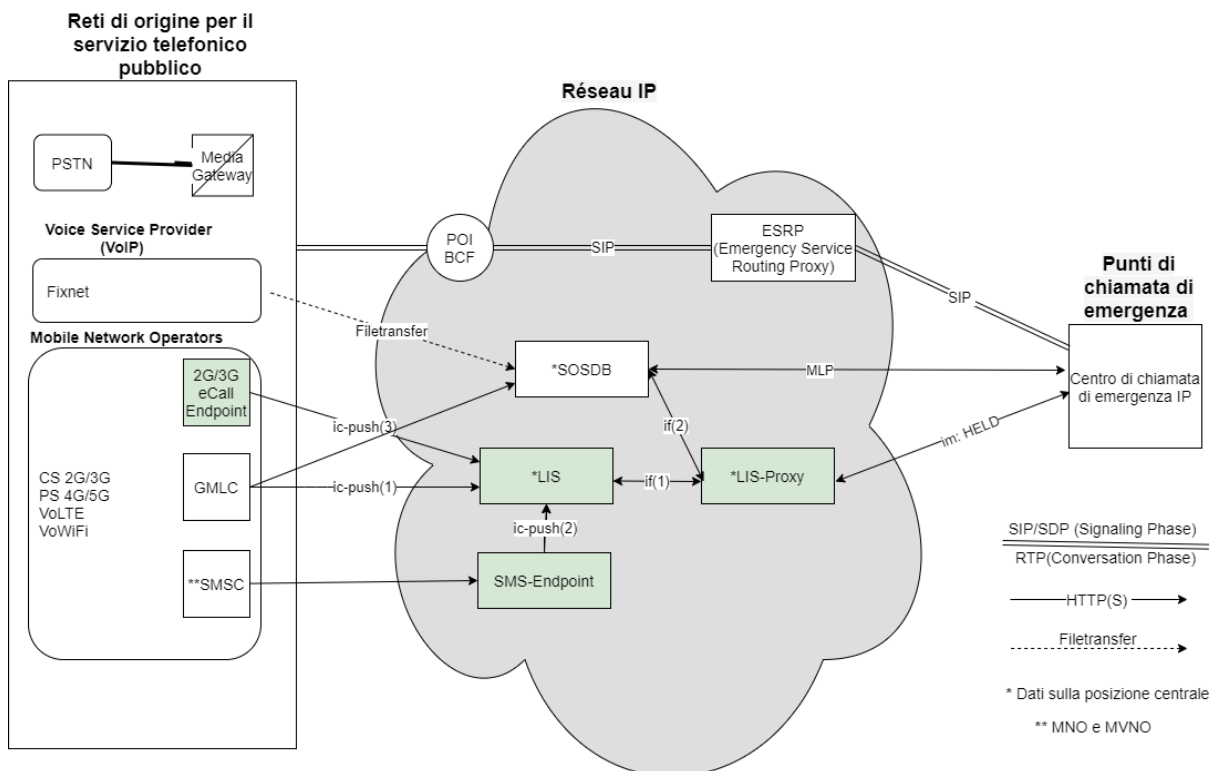 Reti di origine per il
servizio telefonico
pubblico
PSTN
Media
Gateway
Voice Service Provider
(VoIP)
Fixnet
Mobile Network Operators
2G/3G
eCall
Endpoint
CS 2G/3G
PS 4G/5G
VoLTE
VoWiFi
GMLC
**SMSC
Réseau IP
POI
BCF
SIP
ESRP
(Emergency Service
Routing Proxy)
SIP
Filetransfer
*SOSDB
MLP
ic-push(3)
if(2)
im: HELD
ic-push(1)
*LIS
if(1)
*LIS-Proxy
ic-push(2)
SMS-Endpoint
Punti di
chiamata di
emergenza
Centro di chiamata
di emergenza IP
SIP/SDP (Signaling Phase)
RTP(Conversation Phase)
HTTP(S)
Filetransfer
* Dati sulla posizione centrale
** MNO e MVNO